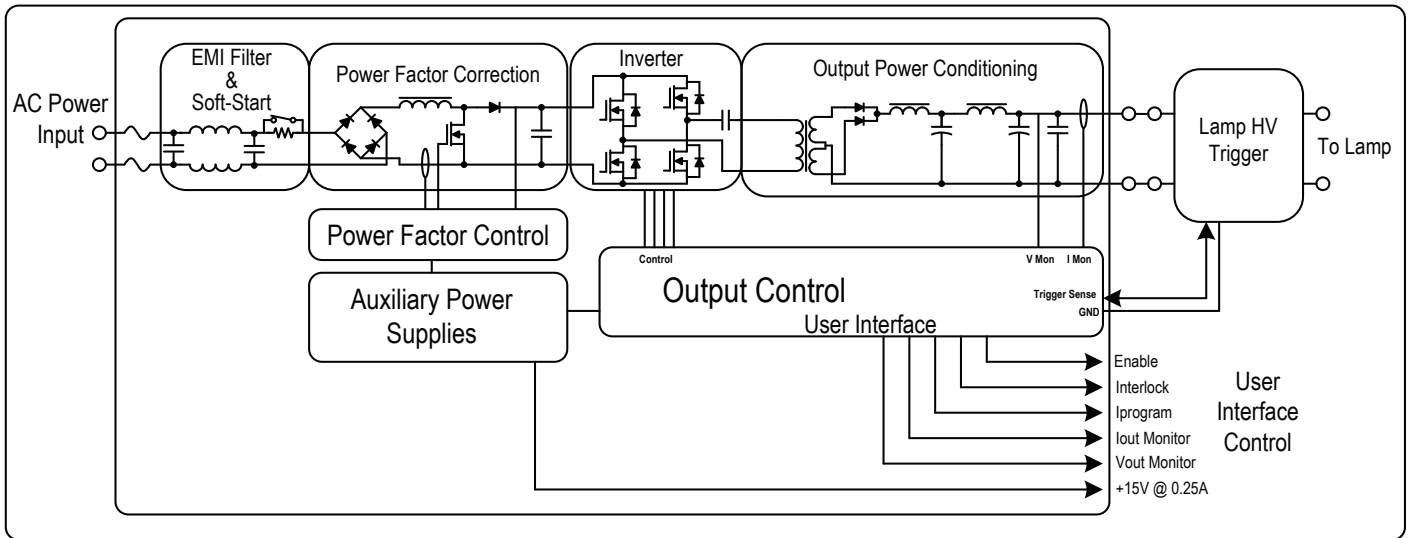 EMI Filter
&
Soft-Start
Power Factor Correction
Inverter
Output Power Conditioning
AC Power
Input
Lamp HV
Trigger
To Lamp
Power Factor Control
Control
V Mon
I Mon
Output Control
Trigger Sense
GND
User Interface
Auxiliary Power
Supplies
Enable
Interlock
Iprogram
Iout Monitor
Vout Monitor
+15V @ 0.25A
User
Interface
Control